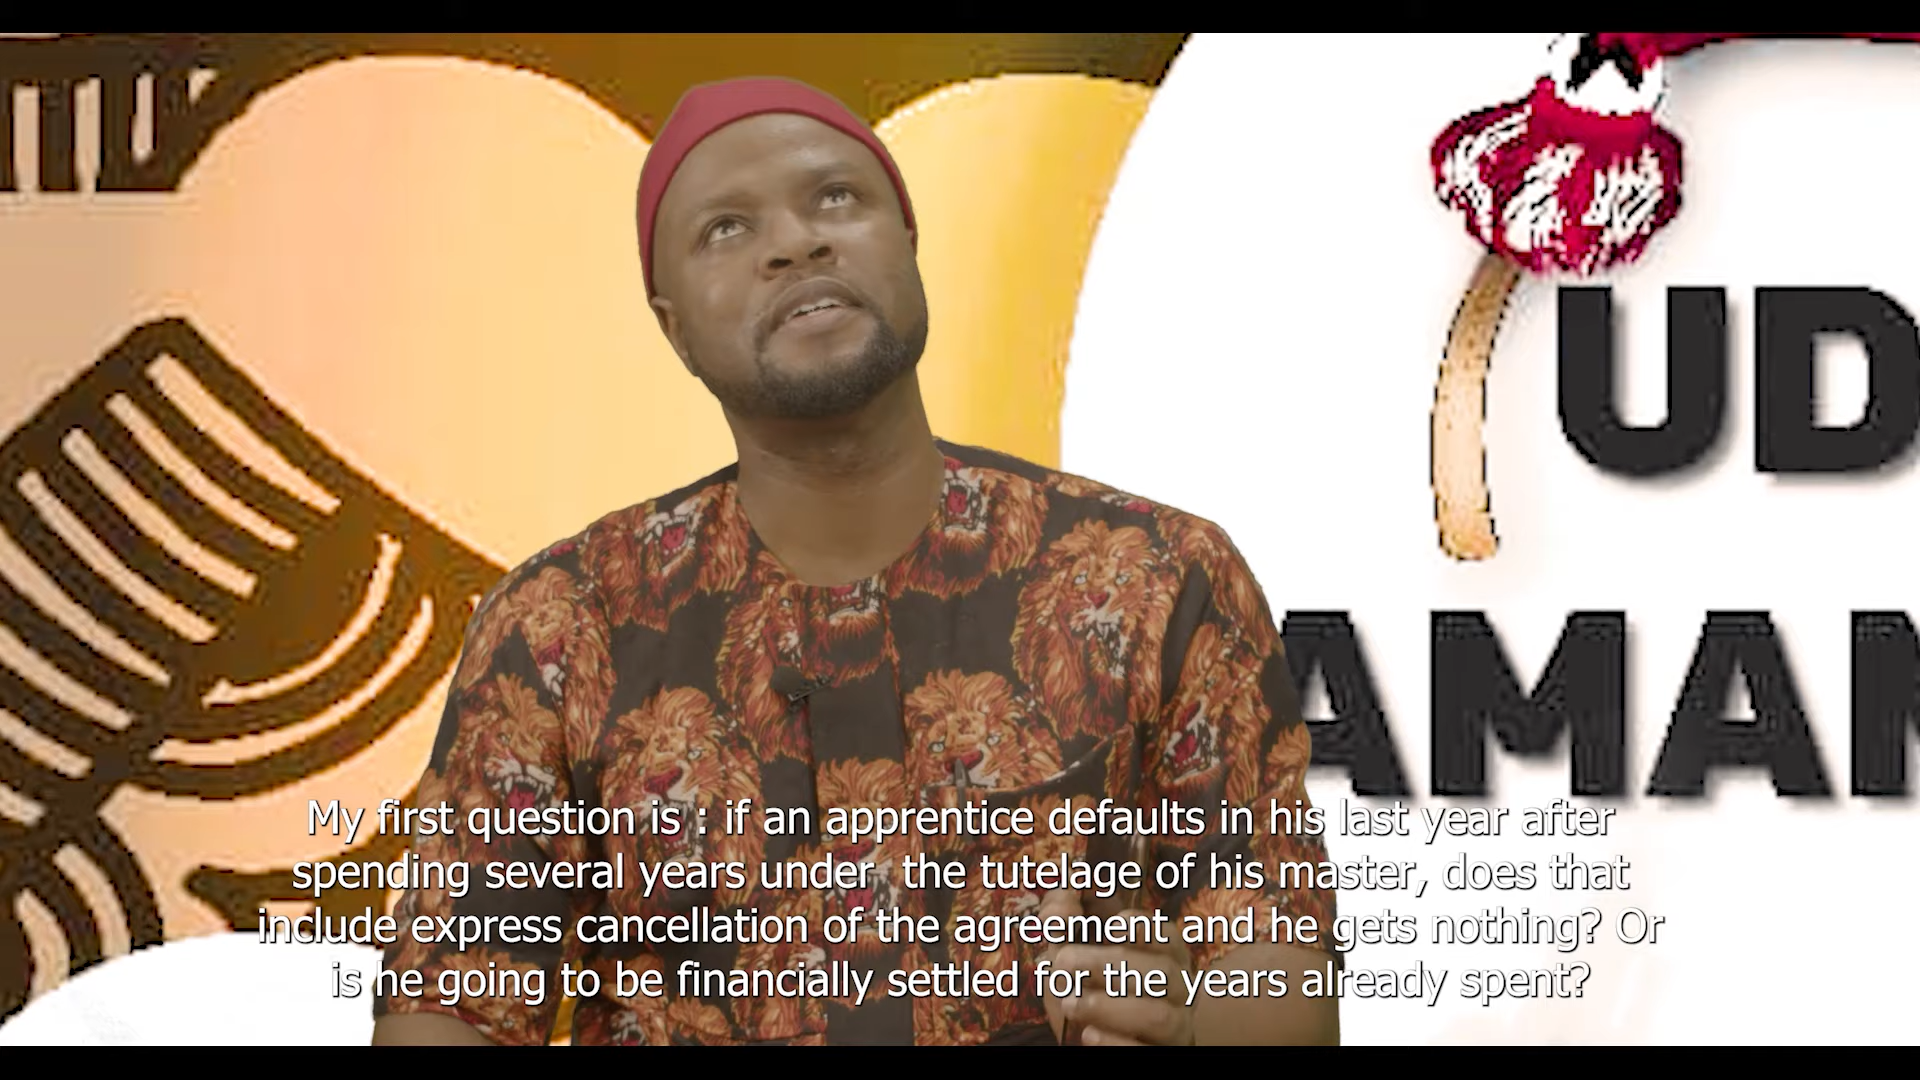 UD
AMAN
My first question is : if an apprentice defaults in his last year after
spending several years under the tutelage of his master, does that
include express cancellation of the agreement and he gets nothing? Or
is he going to be financially settled for the years already spent?